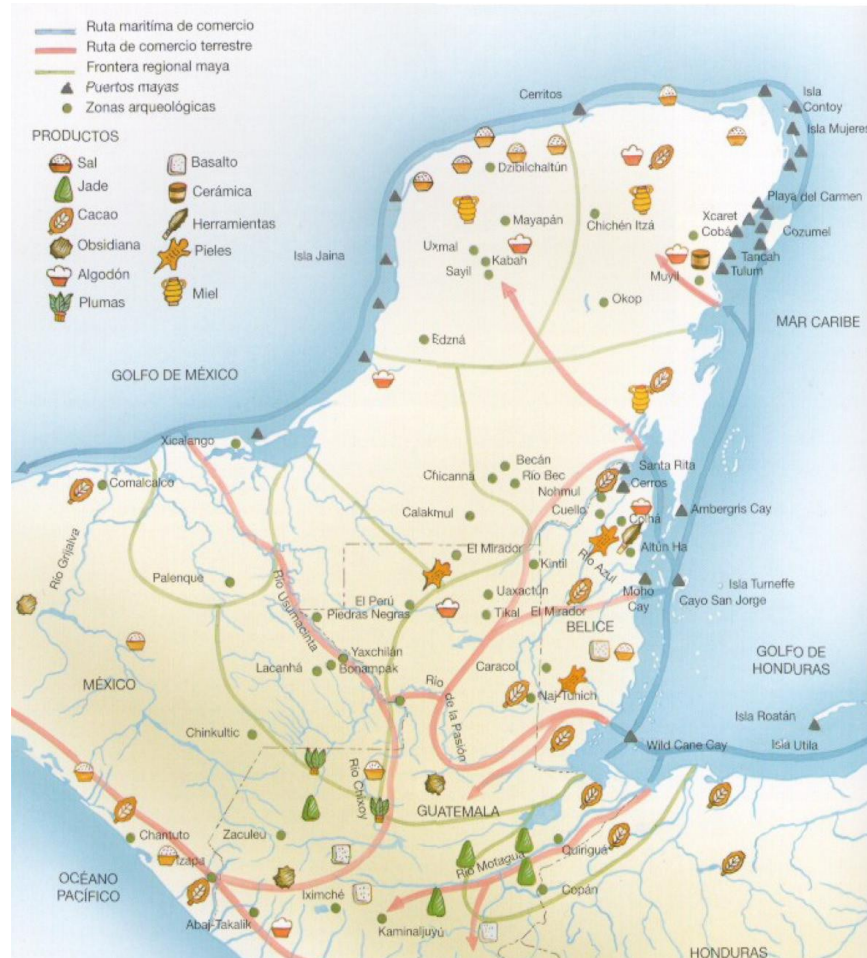 Ruta maritíma de comercio
Ruta de comercio terrestre
Frontera regional maya
Puertos mayas
Zonas arqueológicas
PRODUCTOS
Sal
Jade
Cacao
Obsidiana
Algodón
Plumas
Basalto
Cerámica
Herramientas
Pieles
Miel
Cerritos
Isla
Contoy
Isla Mujeres
Dzibilchaltún
Playa del Carmen
Mayapán
Chichén Itzá
Xcaret
Cobá
Cozumel
Isla Jaina
Uxmal
Kabah
Sayil
Tancah
Tulum
Muyil
Okop
MAR CARIBE
Edzná
GOLFO DE MÉXICO
Xicalango
Becán
Chicanná
Río Bec
Santa Rita
Nohmul
Cerros
Comalcalco
Cuello
Colhá
Ambergris Cay
Calakmul
Río Grijalva
El Mirador
Río Azul
Altún Ha
Kintil
Palenque
Río Usumacinta
El Perú
Piedras Negras
Uaxactún
Tikal
El Mirador
Moho
Cay
Isla Turneffe
Cayo San Jorge
BELICE
Yaxchilán
Lacanhá
Bonampak
Caracol
GOLFO DE
HONDURAS
MÉXICO
Río
de la Pasión
Naj-Tunich
Chinkultic
Isla Roatán
Wild Cane Cay
Isla Utila
Río Chixoy
GUATEMALA
Chantuto
Zaculeu
Izapa
Quiriguá
Río Motagua
OCÉANO
PACÍFICO
Iximché
Copán
Abaj-Takalik
Kaminaljuyú
HONDURAS